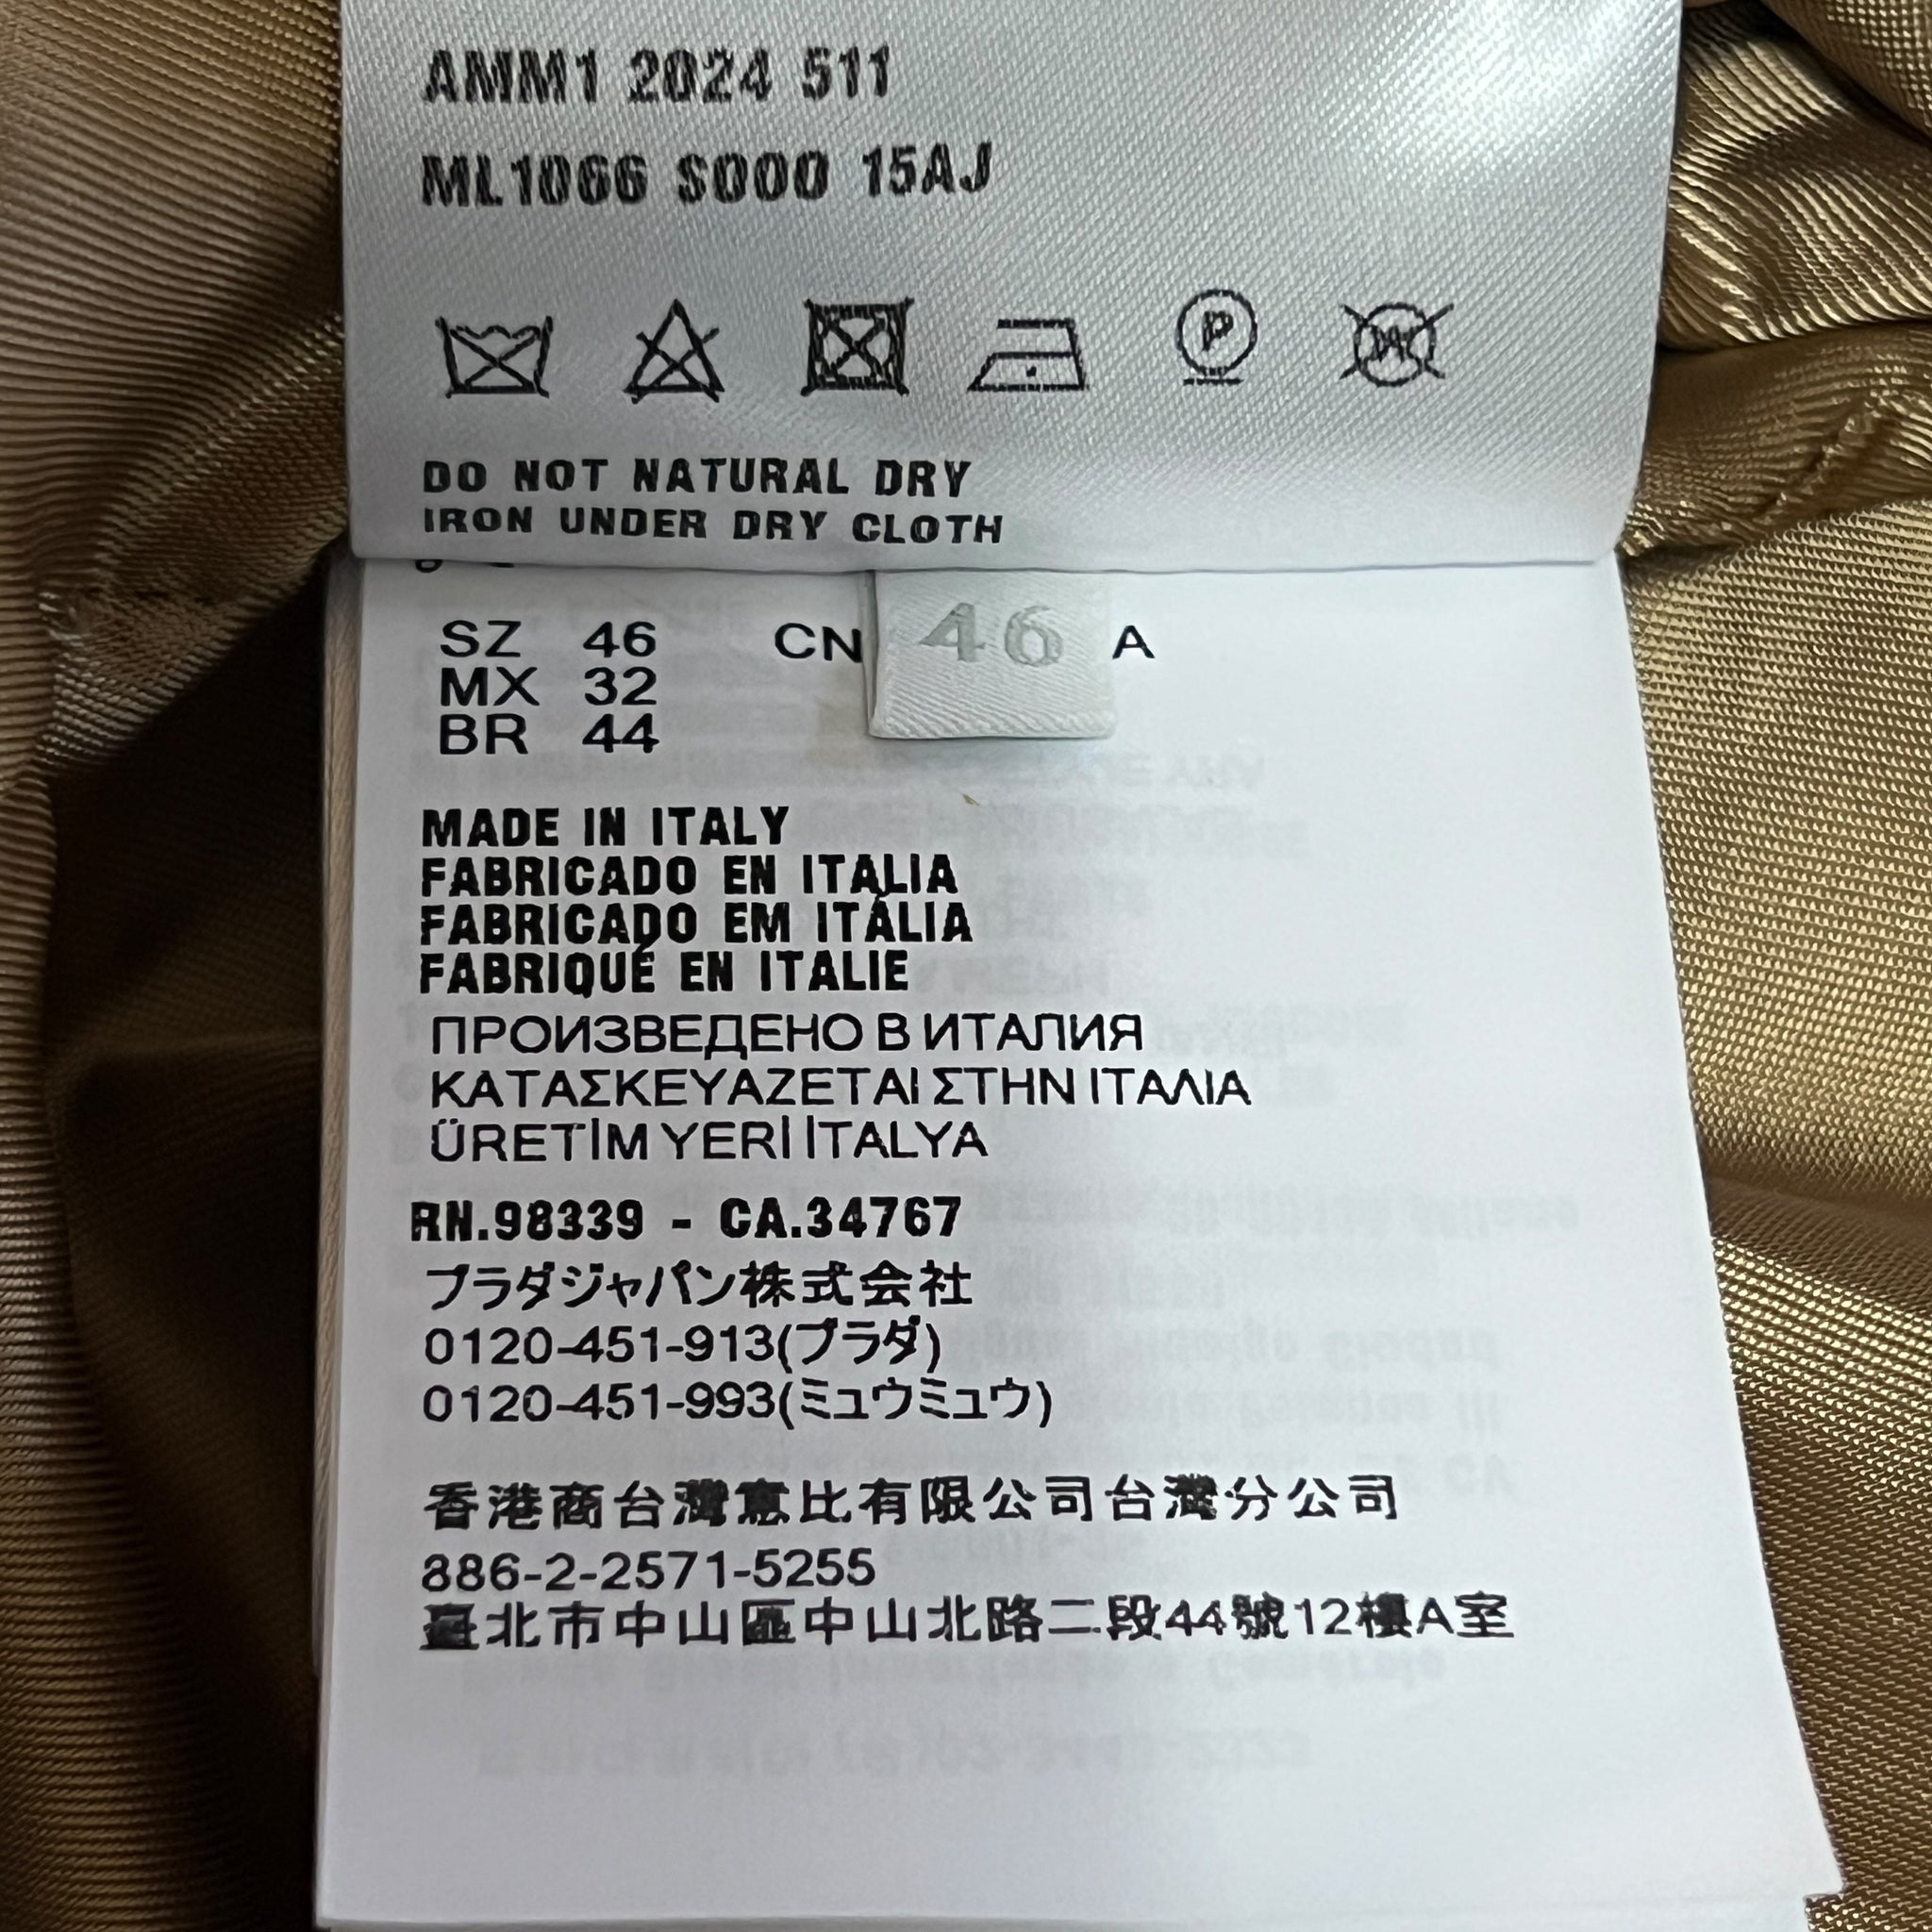 AMM1 2024 511
ML1066 S000 15AJ
P
W
DO NOT NATURAL DRY
IRON UNDER DRY CLOTH
SZ 46 CN 46 A
MX 32
BR 44
MADE IN ITALY
FABRICADO EN ITALIA
FABRICADO EM ITÁLIA
FABRIQUÉ EN ITALIE
ПРОИЗВЕДЕНО В ИТАЛИЯ
ΚΑΤΑΣΚΕΥΑΖΕΤΑΙ ΣΤΗΝ ΙΤΑΛΙΑ
ÜRETİM YERİ İTALYA
RN.98339 - CA.34767
プラダジャパン株式会社
0120-451-913(プラダ)
0120-451-993(ミュウミュウ)
香港商台灣意比有限公司台灣分公司
886-2-2571-5255
臺北市中山區中山北路二段44號12樓A室